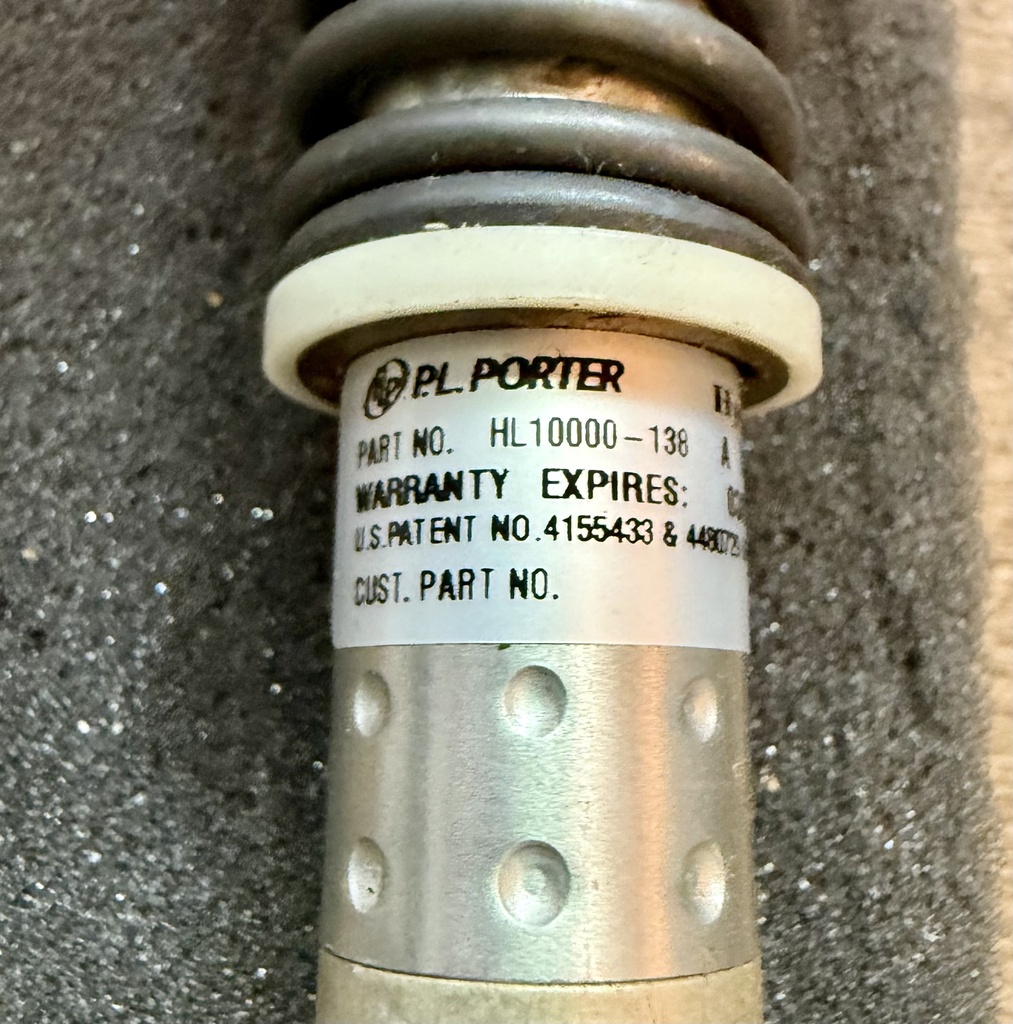 P.L. PORTER
PART NO. HL10000-138 A
WARRANTY EXPIRES:
U.S. PATENT NO. 4155433 &
CUST. PART NO.